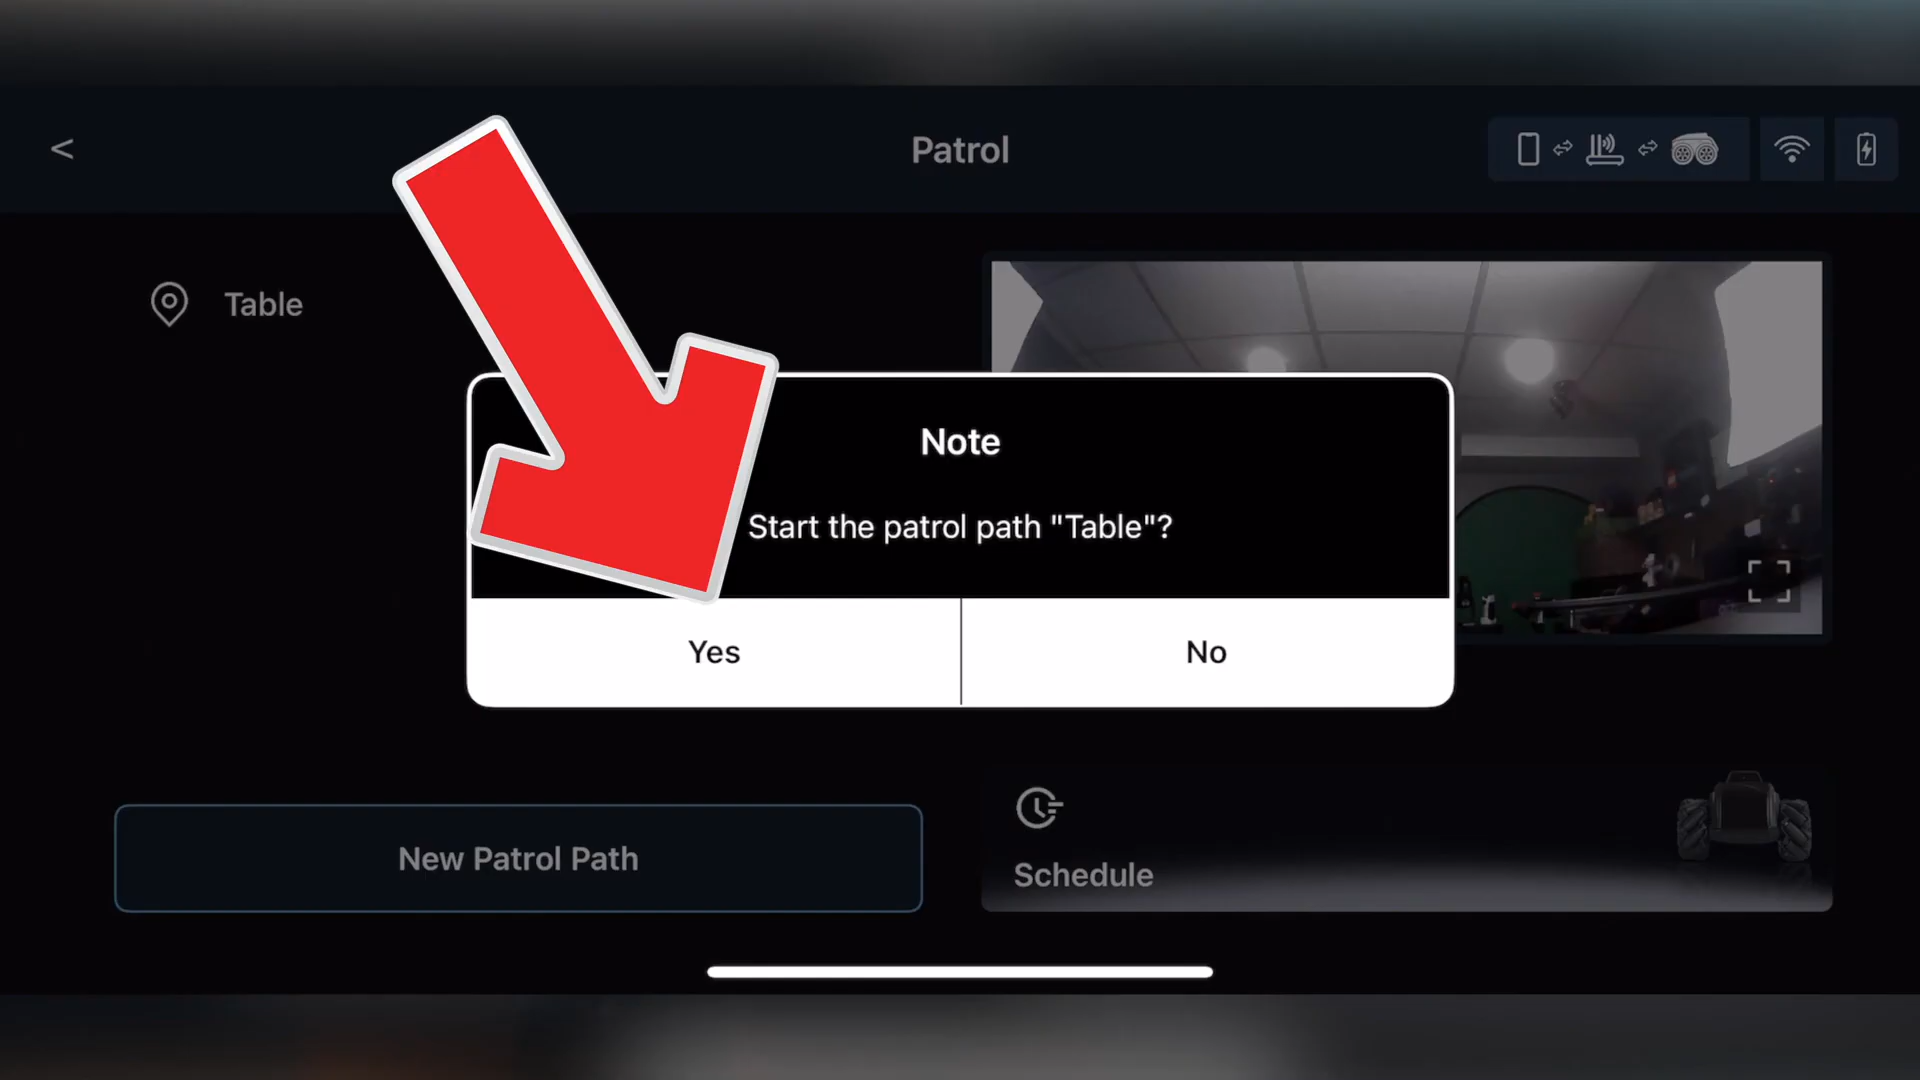 <
Patrol
Table
Note
Start the patrol path "Table"?
Yes
No
New Patrol Path
Schedule